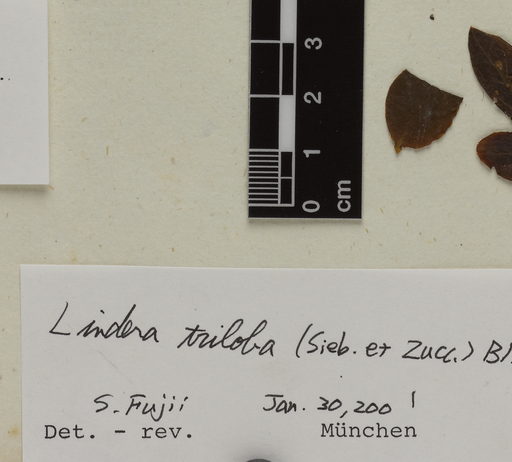 3
2
1
0
cm
Lindera triloba (Sieb. et Zucc.) Bl.
S. Fujii Jan. 30, 2001
Det. - rev. München